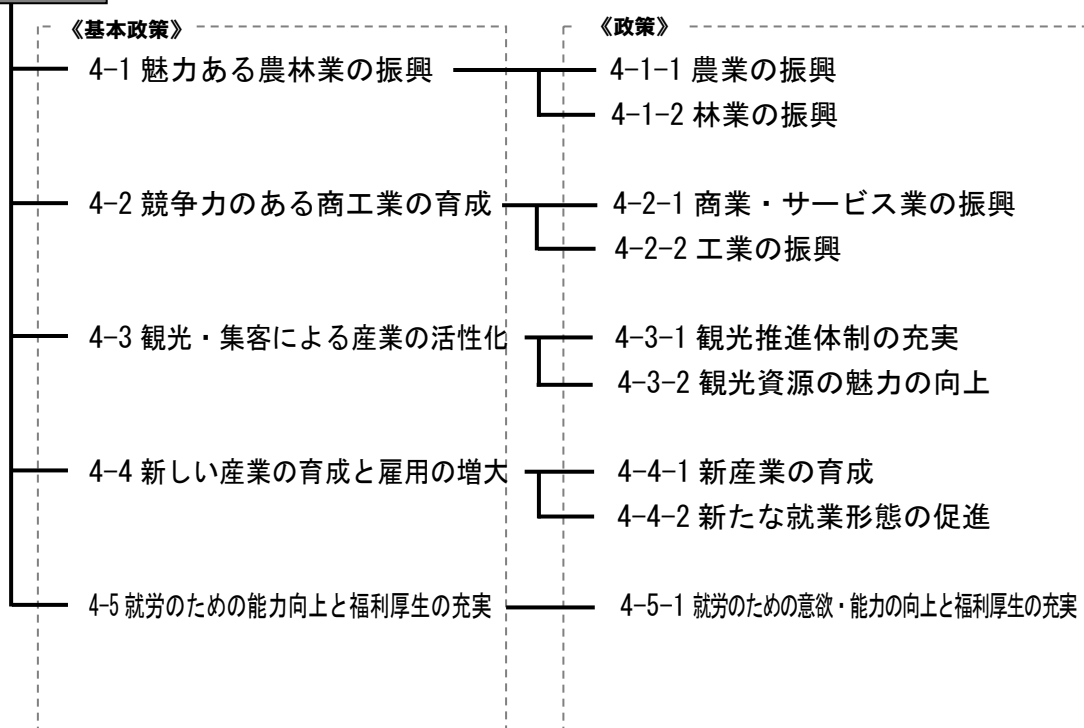 《基本政策》 《政策》
4-1 魅力ある農林業の振興 4-1-1 農業の振興
4-1-2 林業の振興
4-2 競争力のある商工業の育成 4-2-1 商業・サービス業の振興
4-2-2 工業の振興
4-3 観光・集客による産業の活性化 4-3-1 観光推進体制の充実
4-3-2 観光資源の魅力の向上
4-4 新しい産業の育成と雇用の増大 4-4-1 新産業の育成
4-4-2 新たな就業形態の促進
4-5 就労のための能力向上と福利厚生の充実 4-5-1 就労のための意欲・能力の向上と福利厚生の充実